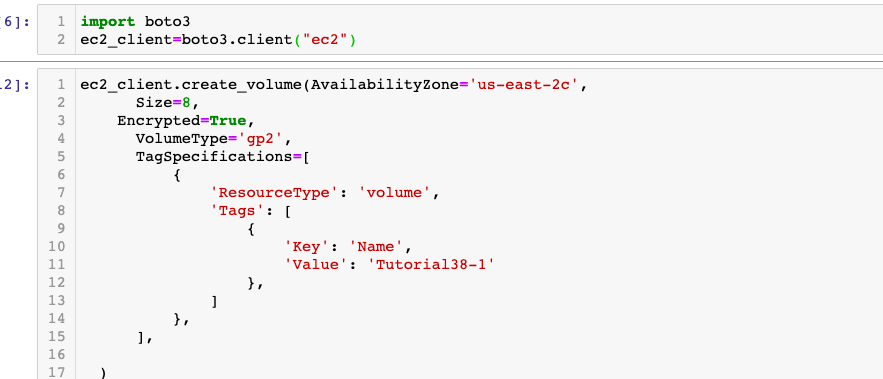 6]:
1 import boto3
2 ec2_client=boto3.client("ec2")
2]:
1 ec2_client.create_volume(AvailabilityZone='us-east-2c',
2       Size=8,
3     Encrypted=True,
4       VolumeType='gp2',
5       TagSpecifications=[
6           {
7               'ResourceType': 'volume',
8               'Tags': [
9                   {
10                       'Key': 'Name',
11                       'Value': 'Tutorial38-1'
12                   },
13               ]
14           },
15       ],
16
17   )